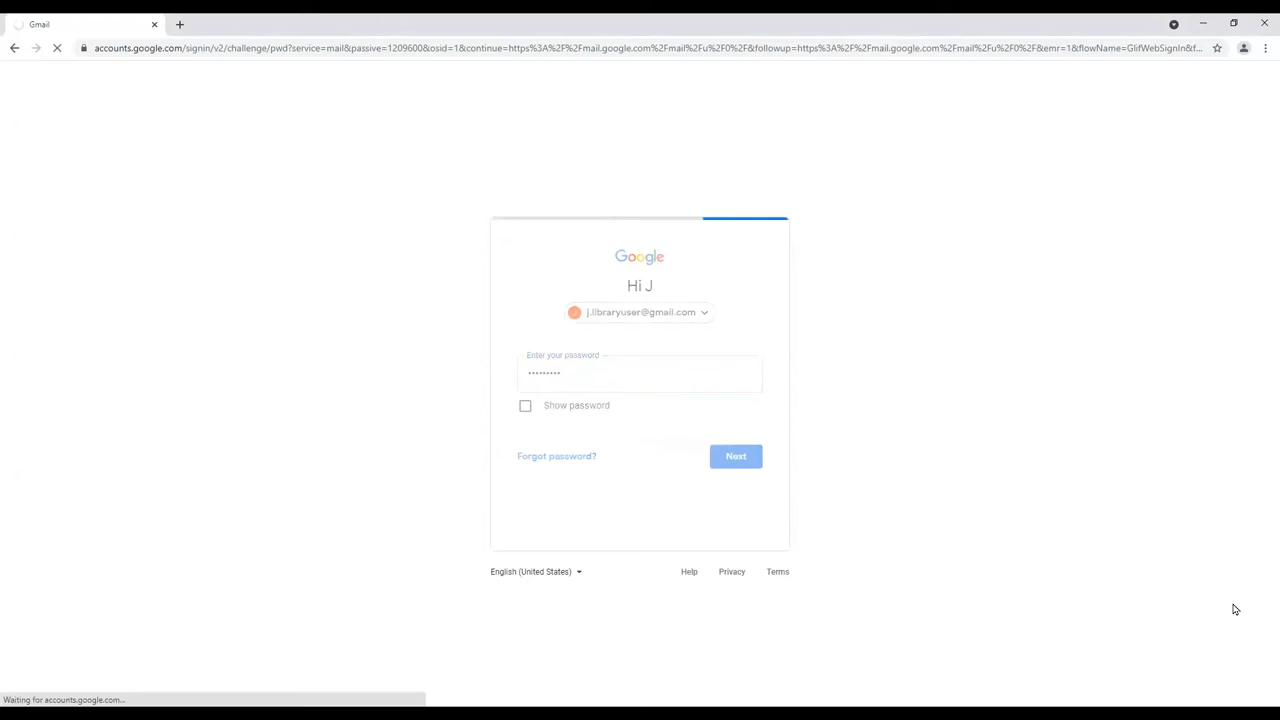 Gmail
accounts.google.com/signin/v2/challenge/pwd?service=mail&passive=1209600&osid=1&continue=https%3A%2F%2Fmail.google.com%2Fmail%2Fu%2F0%2F&followup=https%3A%2F%2Fmail.google.com%2Fmail%2Fu%2F0%2F&emr=1&flowName=GlifWebSignIn&f...
Google
Hi J
j.libraryuser@gmail.com
Enter your password
•••••••••
Show password
Forgot password? Next
English (United States) Help Privacy Terms
Waiting for accounts.google.com...